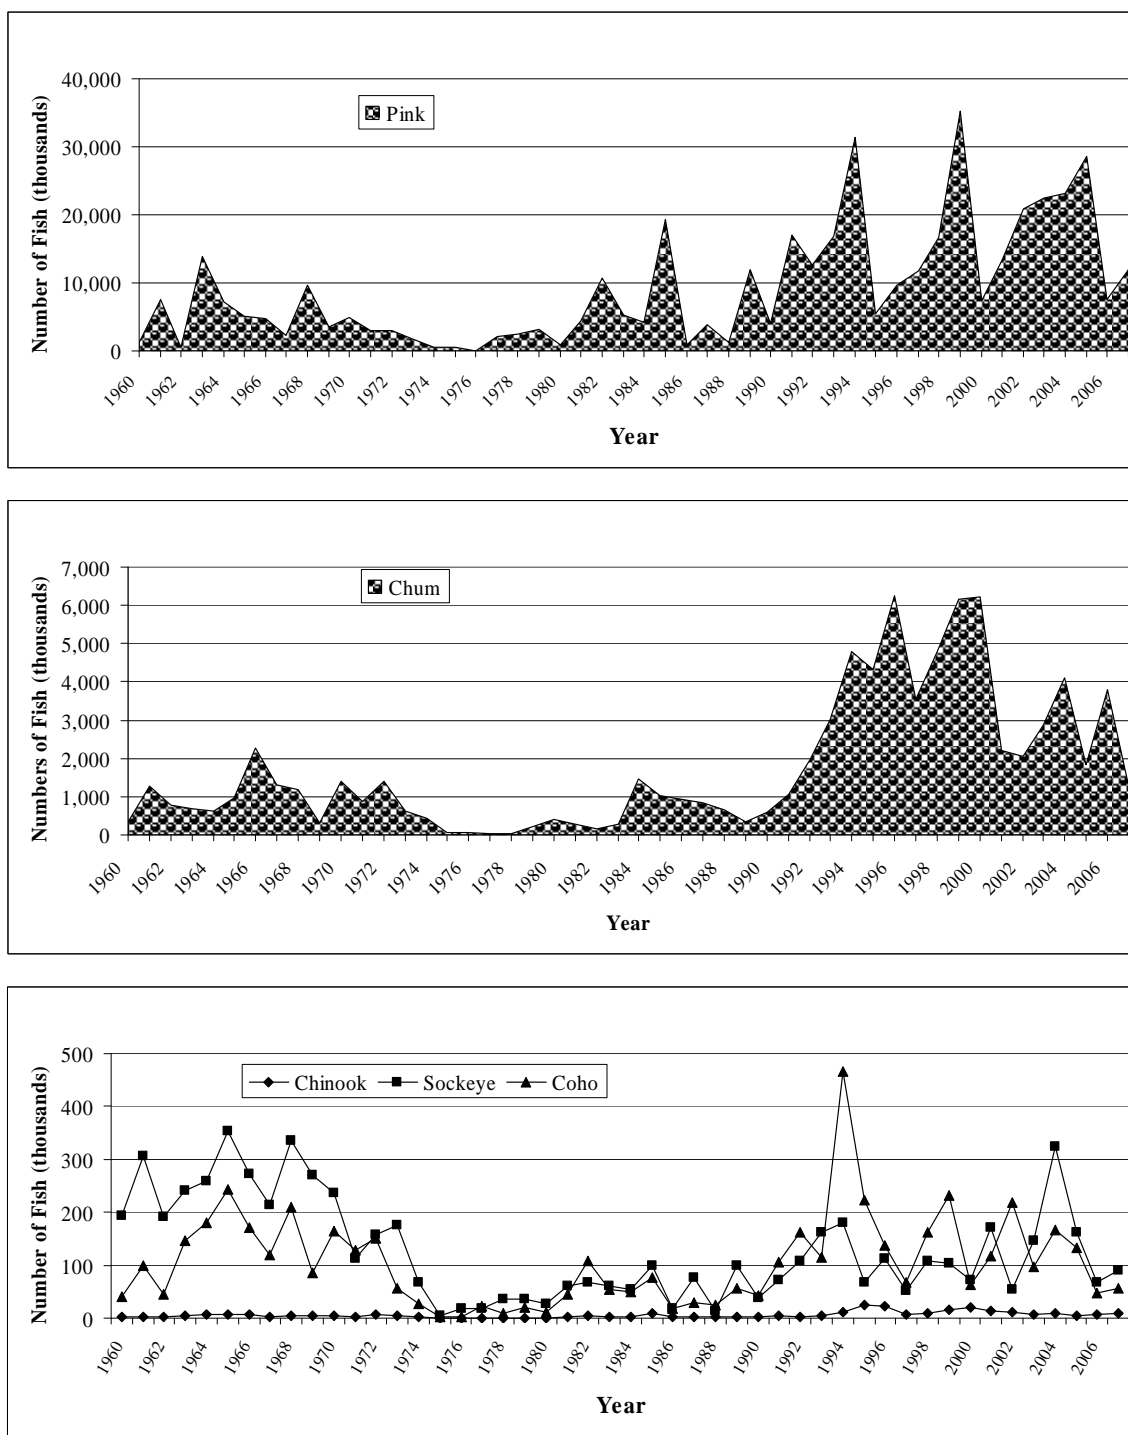 40,000
30,000
20,000
10,000
0
Number of Fish (thousands)
Pink
1960 1962 1964 1966 1968 1970 1972 1974 1976 1978 1980 1982 1984 1986 1988 1990 1992 1994 1996 1998 2000 2002 2004 2006
Year
7,000
6,000
5,000
4,000
3,000
2,000
1,000
0
Numbers of Fish (thousands)
Chum
1960 1962 1964 1966 1968 1970 1972 1974 1976 1978 1980 1982 1984 1986 1988 1990 1992 1994 1996 1998 2000 2002 2004 2006
Year
500
400
300
200
100
0
Number of Fish (thousands)
Chinook Sockeye Coho
1960 1962 1964 1966 1968 1970 1972 1974 1976 1978 1980 1982 1984 1986 1988 1990 1992 1994 1996 1998 2000 2002 2004 2006
Year